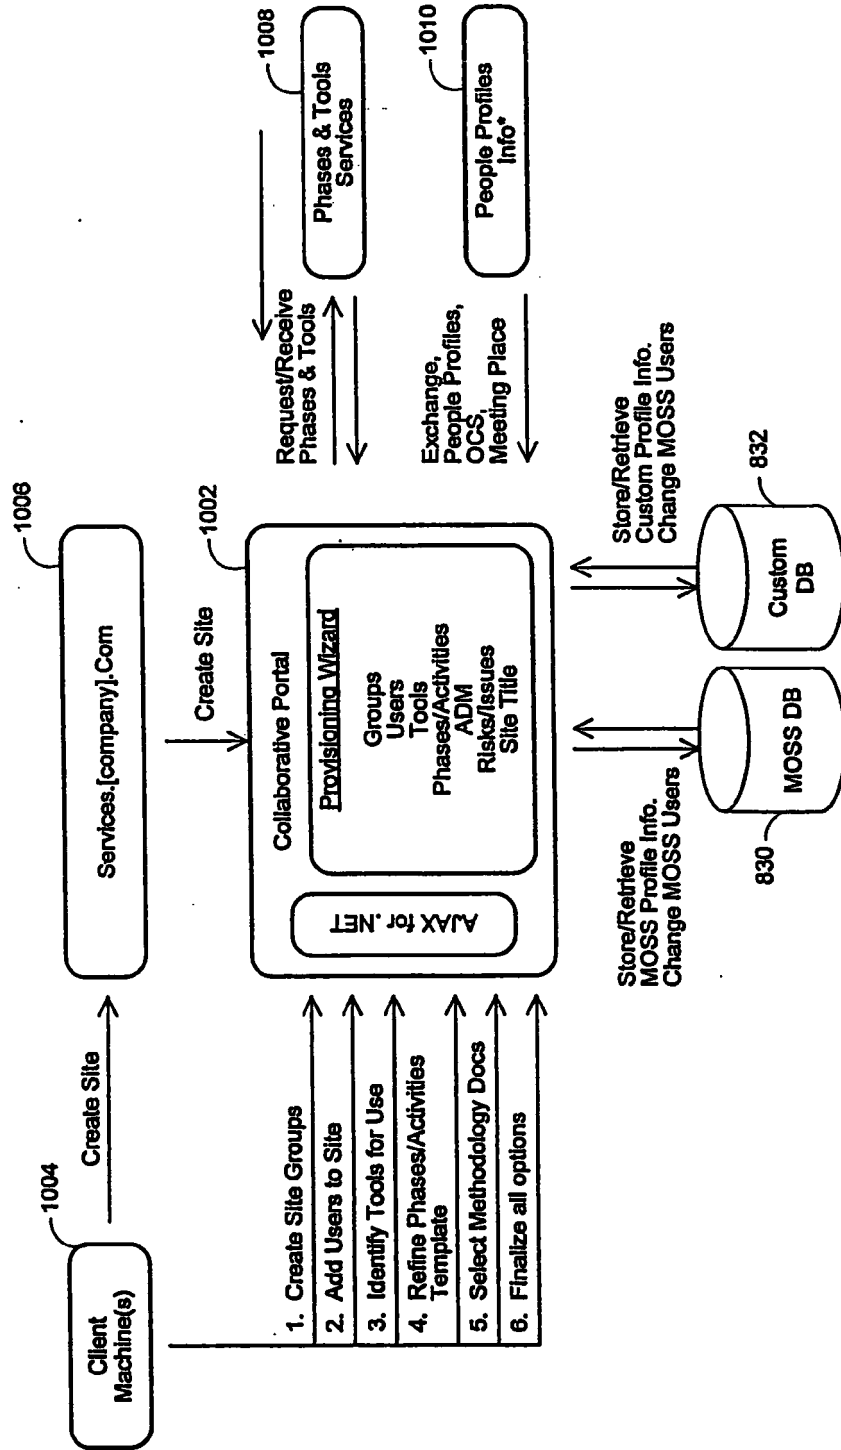 1004
Client
Machine(s)
Create Site
1006
Services.[company].Com
Create Site
1. Create Site Groups
2. Add Users to Site
3. Identify Tools for Use
4. Refine Phases/Activities
Template
5. Select Methodology Docs
6. Finalize all options
1002
Collaborative Portal
AJAX for .NET
Provisioning Wizard
Groups
Users
Tools
Phases/Activities
ADM
Risks/Issues
Site Title
Request/Receive
Phases & Tools
1008
Phases & Tools
Services
Exchange,
People Profiles,
OCS,
Meeting Place
1010
People Profiles
Info*
Store/Retrieve
MOSS Profile Info.
Change MOSS Users
830
MOSS DB
Store/Retrieve
Custom Profile Info.
Change MOSS Users
832
Custom
DB